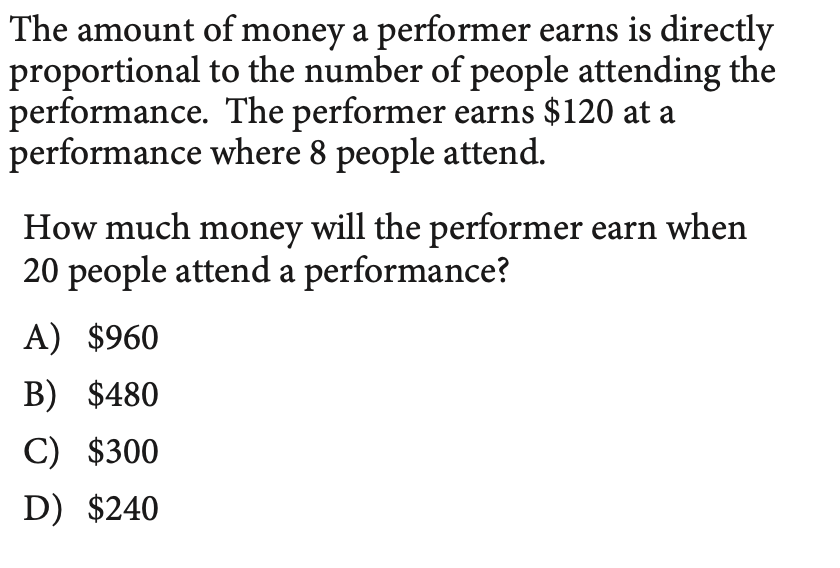 The amount of money a performer earns is directly
proportional to the number of people attending the
performance.  The performer earns $120 at a
performance where 8 people attend.
How much money will the performer earn when
20 people attend a performance?
A) $960
B) $480
C) $300
D) $240